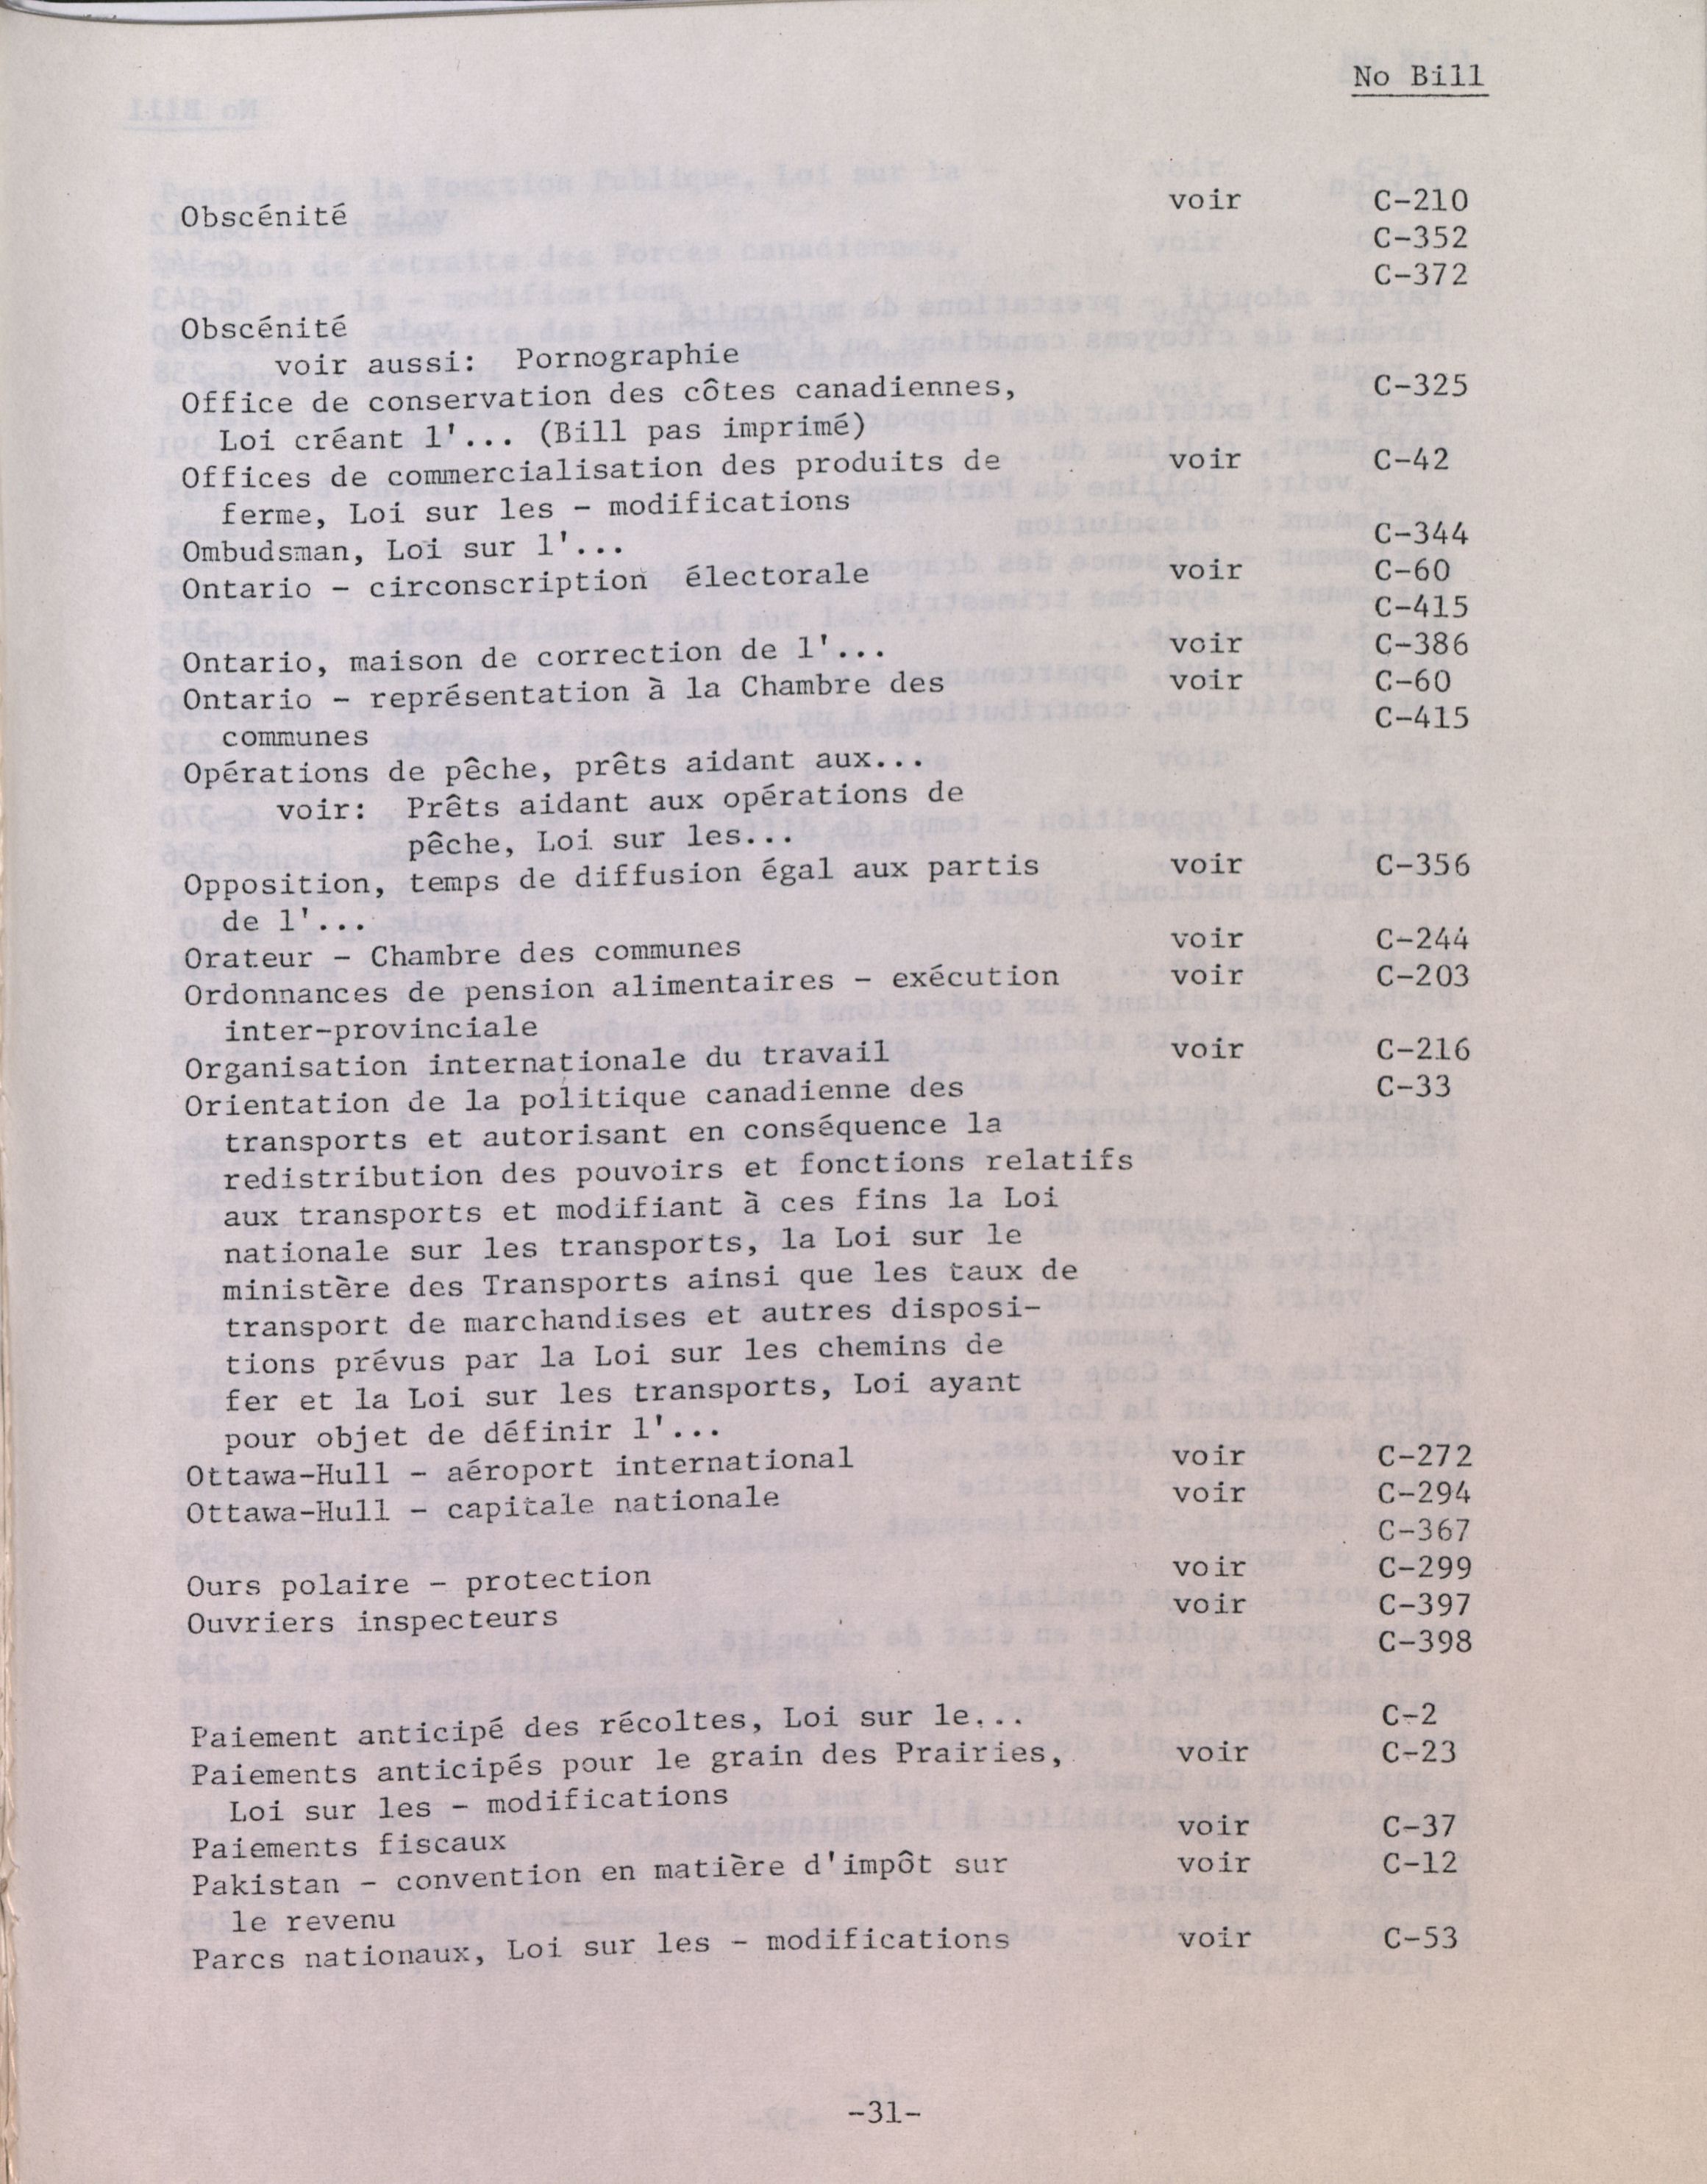 No Bill
Obscénité voir C-210
C-352
C-372
Obscénité
voir aussi: Pornographie
Office de conservation des côtes canadiennes, C-325
Loi créant l'... (Bill pas imprimé)
Offices de commercialisation des produits de voir C-42
ferme, Loi sur les - modifications
Ombudsman, Loi sur l'... C-344
Ontario - circonscription électorale voir C-60
C-415
Ontario, maison de correction de l'... voir C-386
Ontario - représentation à la Chambre des voir C-60
communes C-415
Opérations de pêche, prêts aidant aux...
voir: Prêts aidant aux opérations de
pêche, Loi sur les...
Opposition, temps de diffusion égal aux partis voir C-356
de l'...
Orateur - Chambre des communes voir C-244
Ordonnances de pension alimentaires - exécution voir C-203
inter-provinciale
Organisation internationale du travail voir C-216
Orientation de la politique canadienne des C-33
transports et autorisant en conséquence la
redistribution des pouvoirs et fonctions relatifs
aux transports et modifiant à ces fins la Loi
nationale sur les transports, la Loi sur le
ministère des Transports ainsi que les taux de
transport de marchandises et autres disposi-
tions prévus par la Loi sur les chemins de
fer et la Loi sur les transports, Loi ayant
pour objet de définir l'...
Ottawa-Hull - aéroport international voir C-272
Ottawa-Hull - capitale nationale voir C-294
C-367
Ours polaire - protection voir C-299
Ouvriers inspecteurs voir C-397
C-398
Paiement anticipé des récoltes, Loi sur le... C-2
Paiements anticipés pour le grain des Prairies, voir C-23
Loi sur les - modifications
Paiements fiscaux voir C-37
Pakistan - convention en matière d'impôt sur voir C-12
le revenu
Parcs nationaux, Loi sur les - modifications voir C-53
-31-